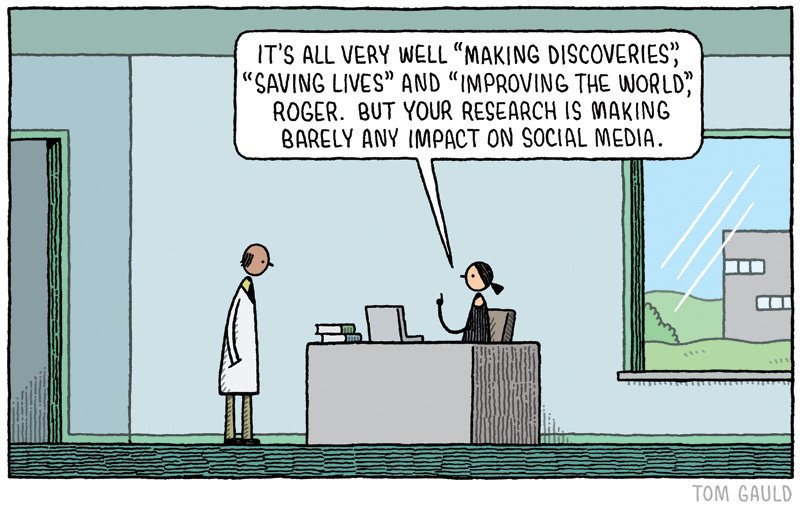 IT'S ALL VERY WELL "MAKING DISCOVERIES",
"SAVING LIVES" AND "IMPROVING THE WORLD",
ROGER. BUT YOUR RESEARCH IS MAKING
BARELY ANY IMPACT ON SOCIAL MEDIA.
TOM GAULD